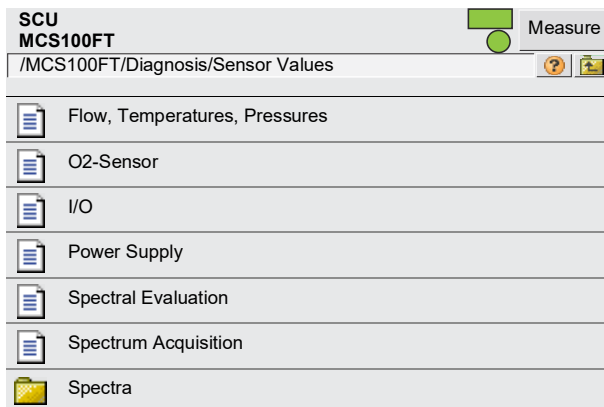 SCU
MCS100FT
Measure
/MCS100FT/Diagnosis/Sensor Values
?
Flow, Temperatures, Pressures
O2-Sensor
I/O
Power Supply
Spectral Evaluation
Spectrum Acquisition
Spectra